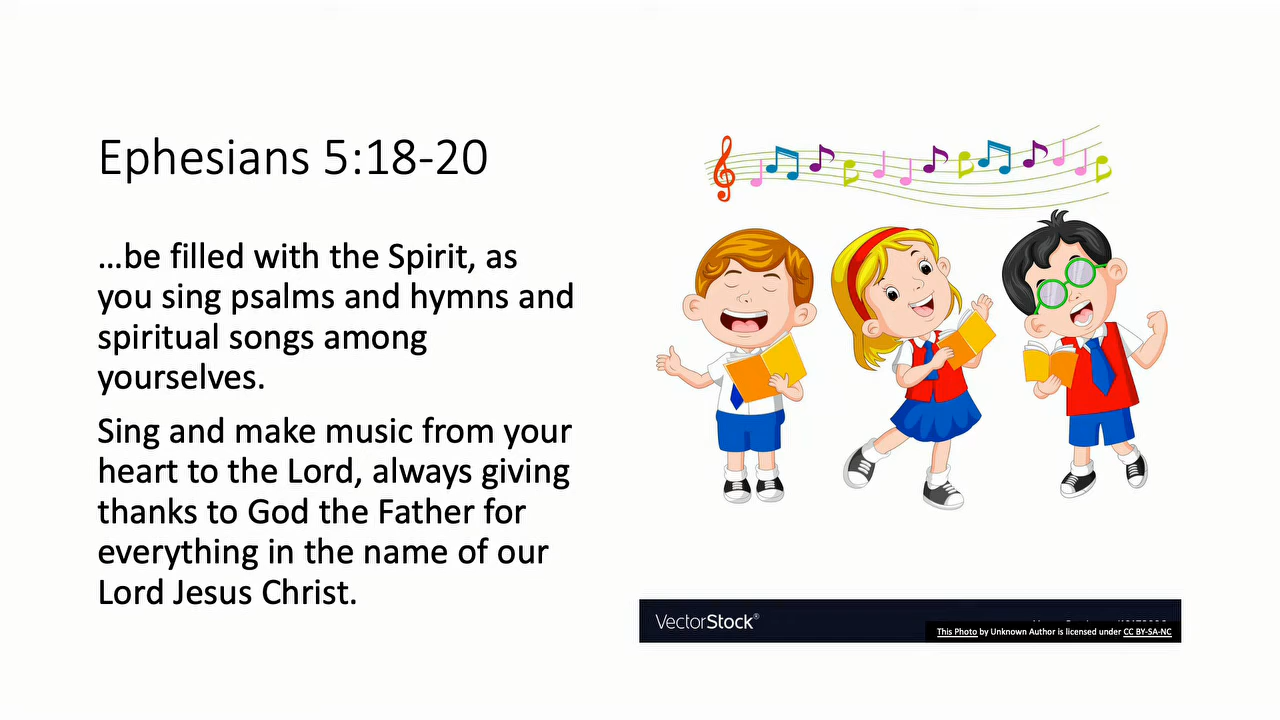 Ephesians 5:18-20
...be filled with the Spirit, as
you sing psalms and hymns and
spiritual songs among
yourselves.
Sing and make music from your
heart to the Lord, always giving
thanks to God the Father for
everything in the name of our
Lord Jesus Christ.
VectorStock®
This Photo by Unknown Author is licensed under CC BY-SA-NC